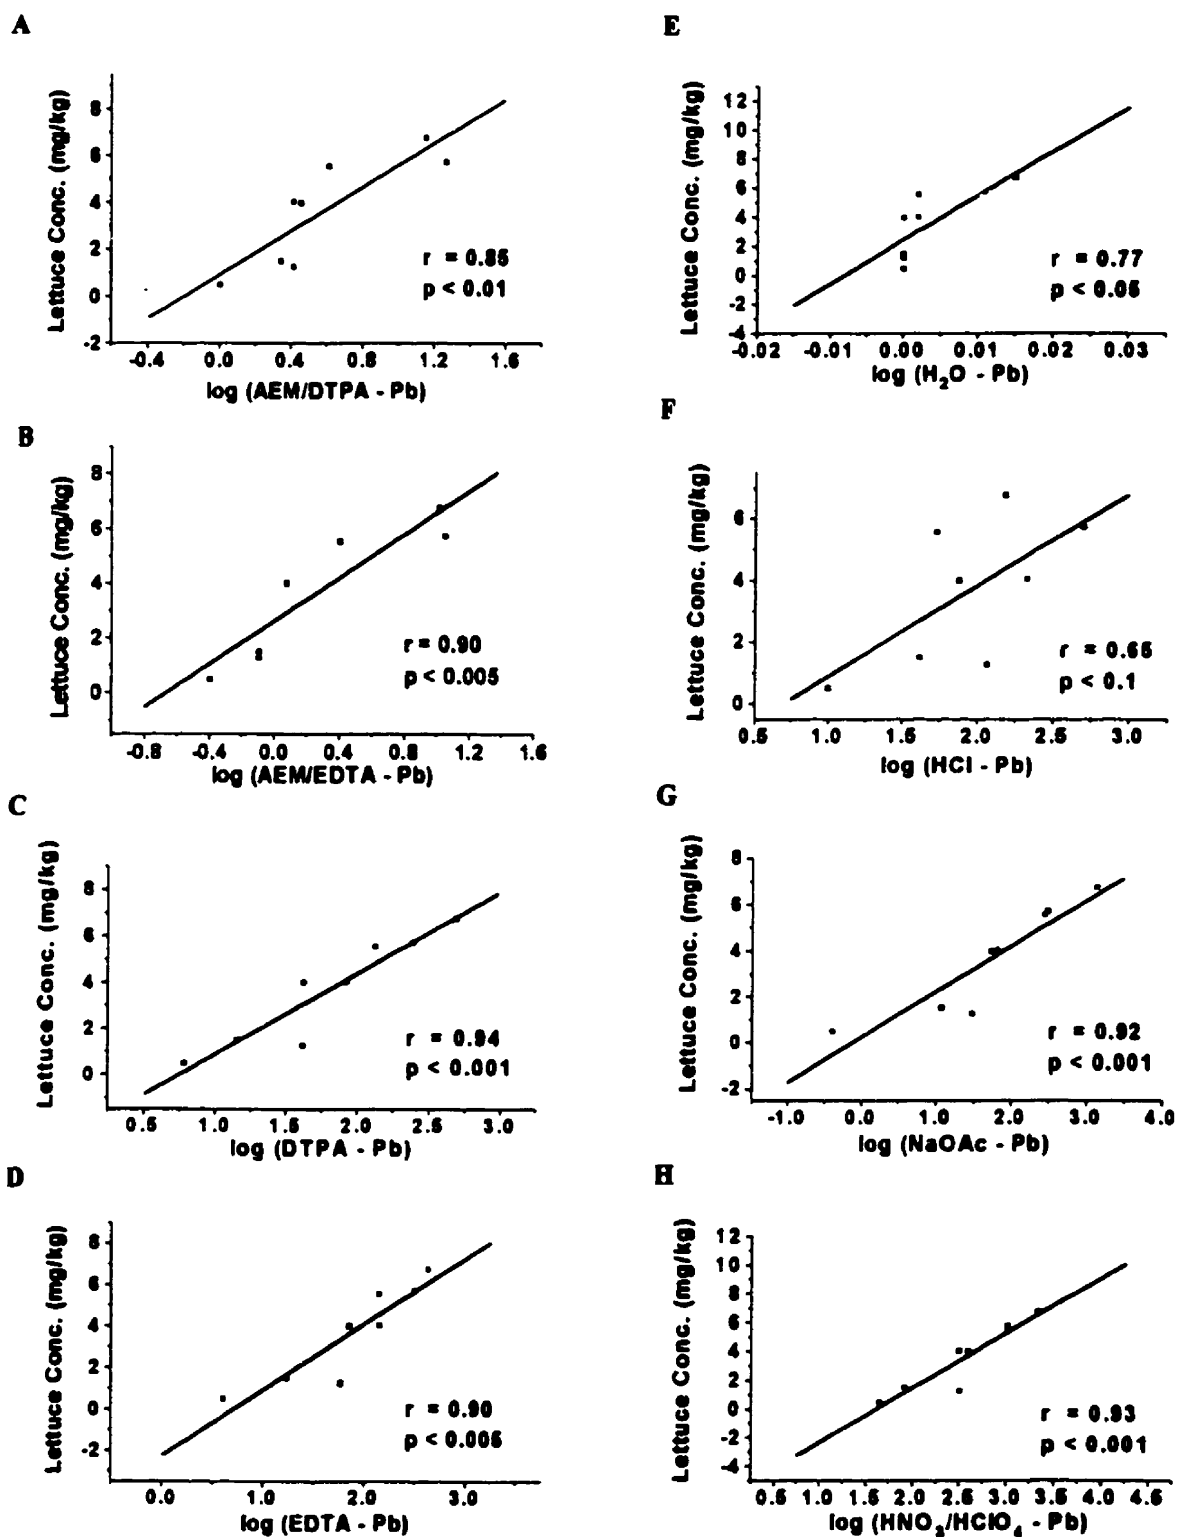 A
Lettuce Conc. (mg/kg)
8
6
4
2
0
-2
r = 0.85
p < 0.01
-0.4 0.0 0.4 0.8 1.2 1.6
log (AEM/DTPA - Pb)
B
Lettuce Conc. (mg/kg)
8
6
4
2
0
r = 0.90
p < 0.005
-0.8 -0.4 0.0 0.4 0.8 1.2 1.6
log (AEM/EDTA - Pb)
C
Lettuce Conc. (mg/kg)
8
6
4
2
0
r = 0.94
p < 0.001
0.5 1.0 1.5 2.0 2.5 3.0
log (DTPA - Pb)
D
Lettuce Conc. (mg/kg)
8
6
4
2
0
-2
r = 0.90
p < 0.005
0.0 1.0 2.0 3.0
log (EDTA - Pb)
E
Lettuce Conc. (mg/kg)
12
10
8
6
4
2
0
-2
-4
r = 0.77
p < 0.05
-0.02 -0.01 0.00 0.01 0.02 0.03
log (H₂O - Pb)
F
Lettuce Conc. (mg/kg)
6
4
2
0
r = 0.65
p < 0.1
0.5 1.0 1.5 2.0 2.5 3.0
log (HCl - Pb)
G
Lettuce Conc. (mg/kg)
8
6
4
2
0
-2
r = 0.92
p < 0.001
-1.0 0.0 1.0 2.0 3.0 4.0
log (NaOAc - Pb)
H
Lettuce Conc. (mg/kg)
12
10
8
6
4
2
0
-2
-4
r = 0.93
p < 0.001
0.5 1.0 1.5 2.0 2.5 3.0 3.5 4.0 4.5
log (HNO₃/HClO₄ - Pb)